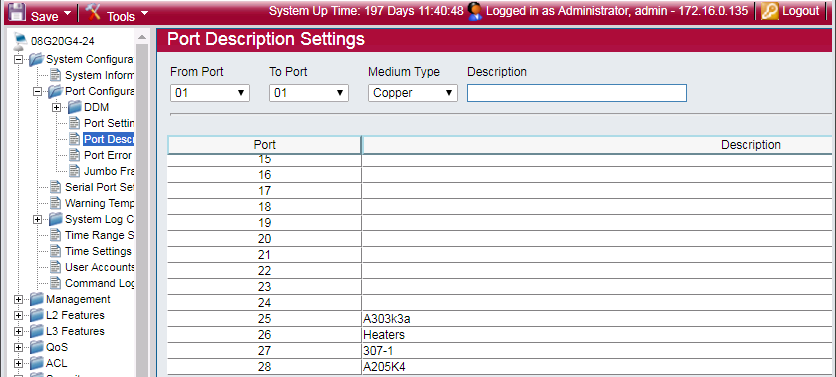 Save Tools System Up Time: 197 Days 11:40:48 Logged in as Administrator, admin - 172.16.0.135 Logout
08G20G4-24
System Configura
System Inform
Port Configura
DDM
Port Settin
Port Descr
Port Error
Jumbo Fra
Serial Port Set
Warning Temp
System Log C
Time Range S
Time Settings
User Accounts
Command Log
Management
L2 Features
L3 Features
QoS
ACL
Port Description Settings
From Port To Port Medium Type Description
01 01 Copper
Port Description
15
16
17
18
19
20
21
22
23
24
25 A303k3a
26 Heaters
27 307-1
28 A205K4